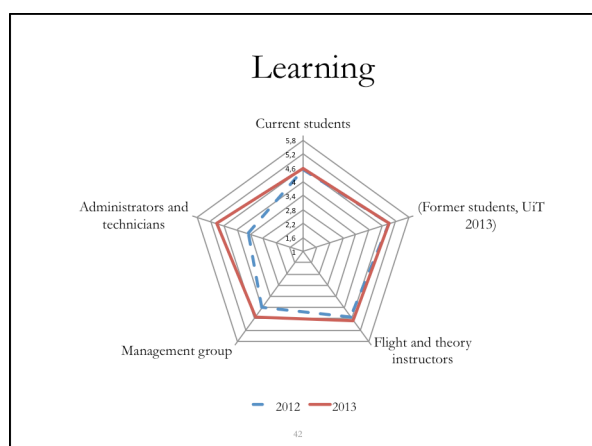 Learning
Current students
5,8
5,2
4,6
4
3,4
2,8
2,2
1,6
1
Administrators and
technicians
(Former students, UiT
2013)
Management group
Flight and theory
instructors
2012
2013
42